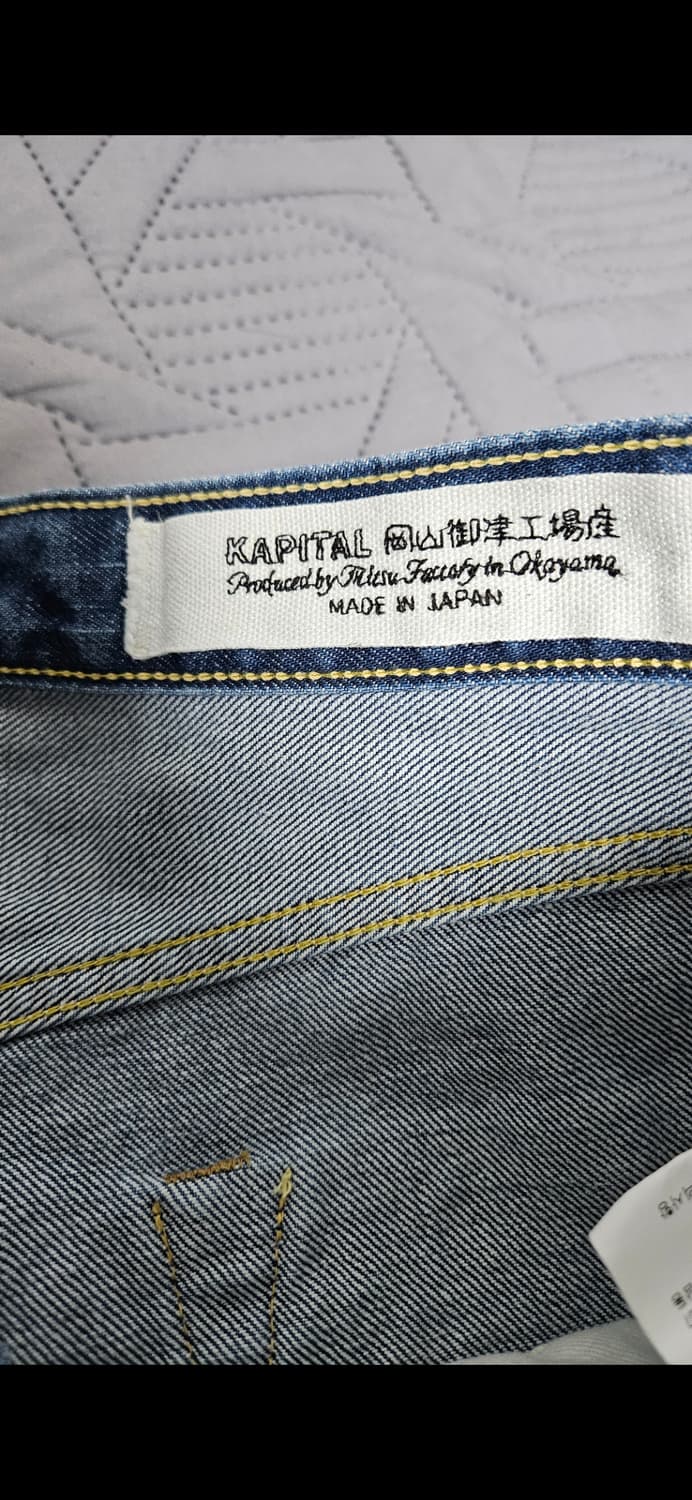 KAPITAL 岡山御津工場産
Produced by Mitsu Factory in Okayama
MADE IN JAPAN